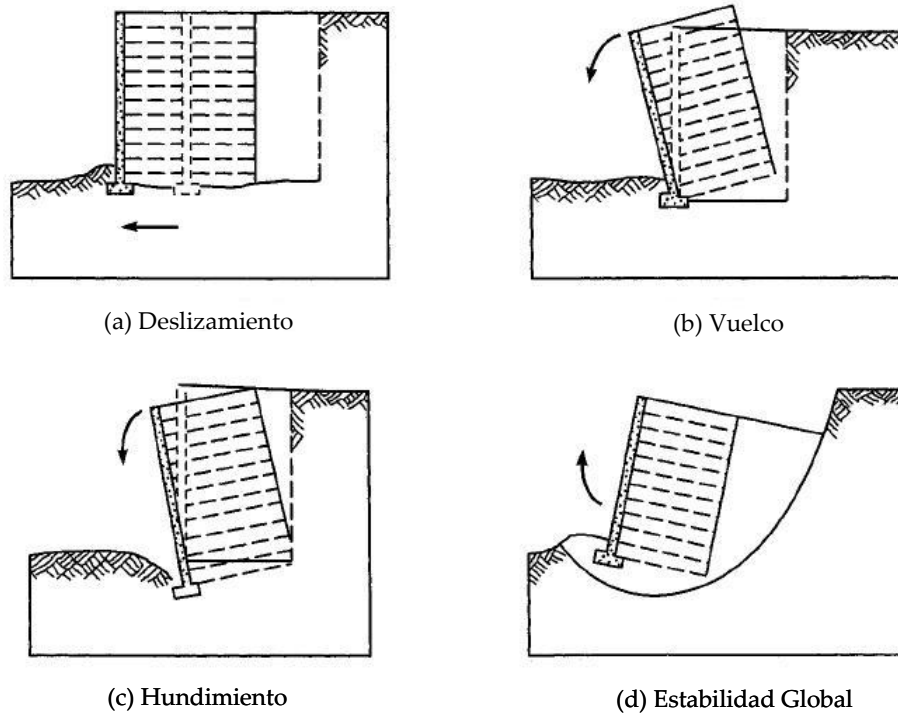 (a) Deslizamiento
(b) Vuelco
(c) Hundimiento
(d) Estabilidad Global